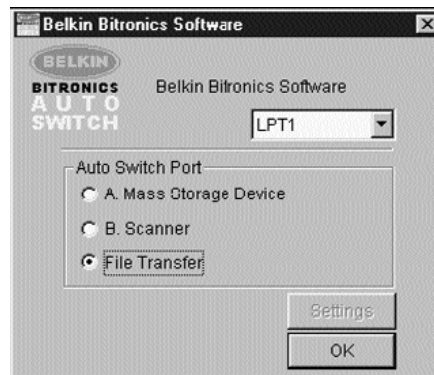 Belkin Bitronics Software
BELKIN
BITRONICS
AUTO
SWITCH
Belkin Bitronics Software
LPT1
Auto Switch Port
A. Mass Storage Device
B. Scanner
File Transfer
Settings
OK